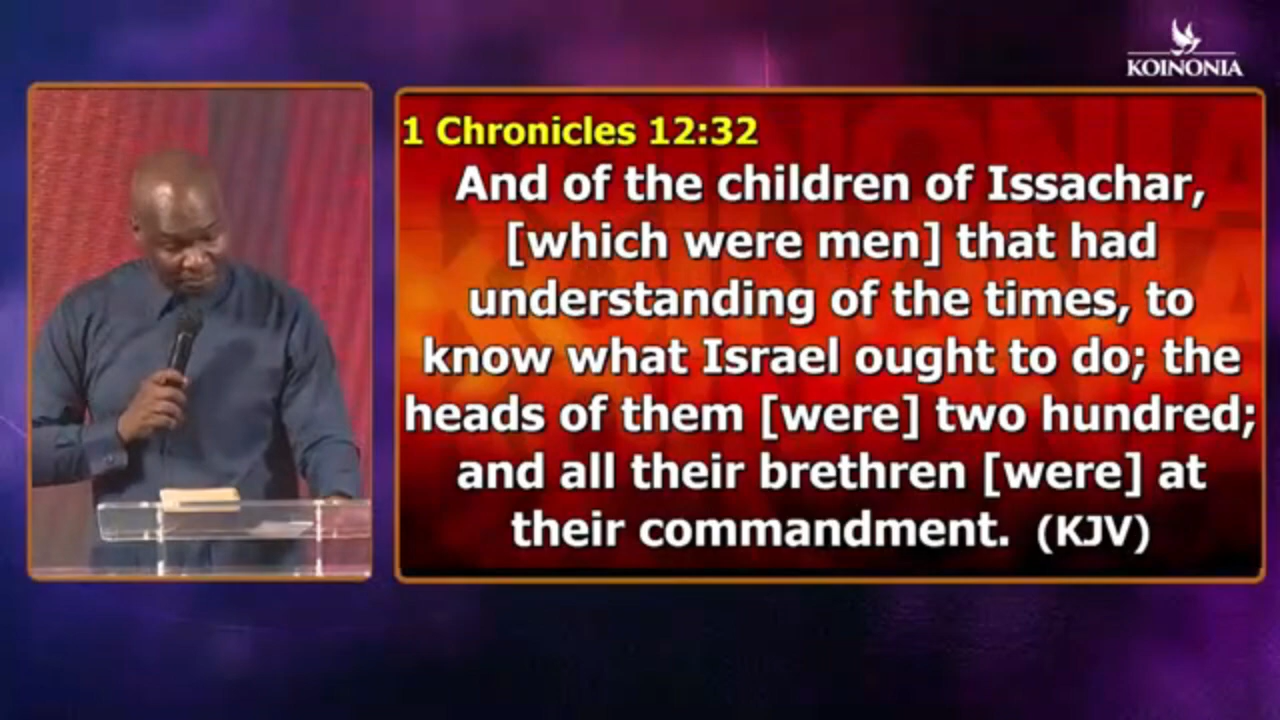 KOINONIA
1 Chronicles 12:32
And of the children of Issachar,
[which were men] that had
understanding of the times, to
know what Israel ought to do; the
heads of them [were] two hundred;
and all their brethren [were] at
their commandment. (KJV)